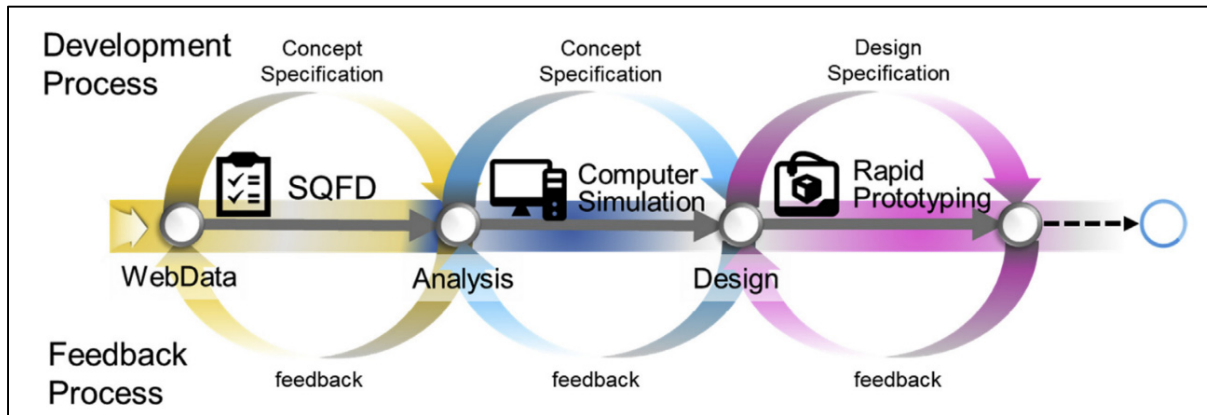 Development
Process
Concept
Specification
Concept
Specification
Design
Specification
SQFD
Computer
Simulation
Rapid
Prototyping
WebData
Analysis
Design
Feedback
Process
feedback
feedback
feedback